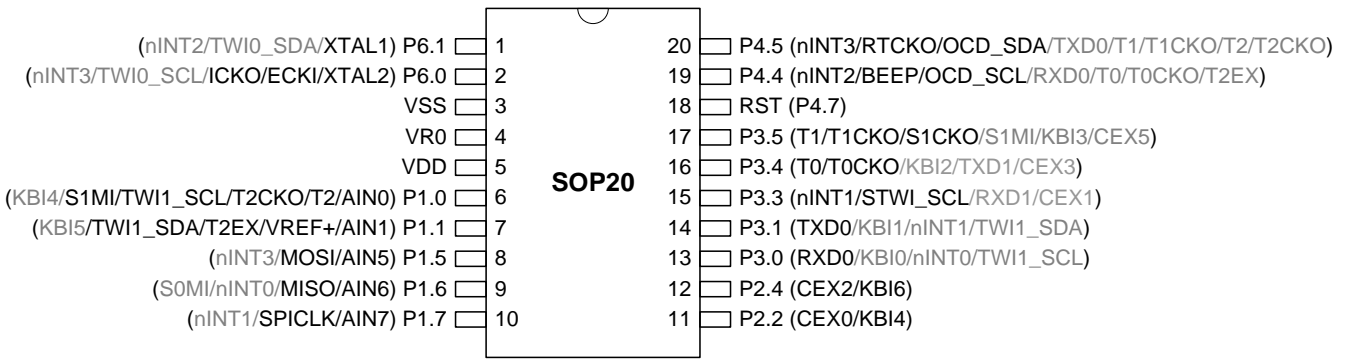 (nINT2/TWI0_SDA/XTAL1) P6.1 1 20 P4.5 (nINT3/RTCKO/OCD_SDA/TXD0/T1/T1CKO/T2/T2CKO)
(nINT3/TWI0_SCL/ICKO/ECKI/XTAL2) P6.0 2 19 P4.4 (nINT2/BEEP/OCD_SCL/RXD0/T0/T0CKO/T2EX)
VSS 3 18 RST (P4.7)
VR0 4 17 P3.5 (T1/T1CKO/S1CKO/S1MI/KBI3/CEX5)
VDD 5 16 P3.4 (T0/T0CKO/KBI2/TXD1/CEX3)
SOP20
(KBI4/S1MI/TWI1_SCL/T2CKO/T2/AIN0) P1.0 6 15 P3.3 (nINT1/STWI_SCL/RXD1/CEX1)
(KBI5/TWI1_SDA/T2EX/VREF+/AIN1) P1.1 7 14 P3.1 (TXD0/KBI1/nINT1/TWI1_SDA)
(nINT3/MOSI/AIN5) P1.5 8 13 P3.0 (RXD0/KBI0/nINT0/TWI1_SCL)
(S0MI/nINT0/MISO/AIN6) P1.6 9 12 P2.4 (CEX2/KBI6)
(nINT1/SPICLK/AIN7) P1.7 10 11 P2.2 (CEX0/KBI4)